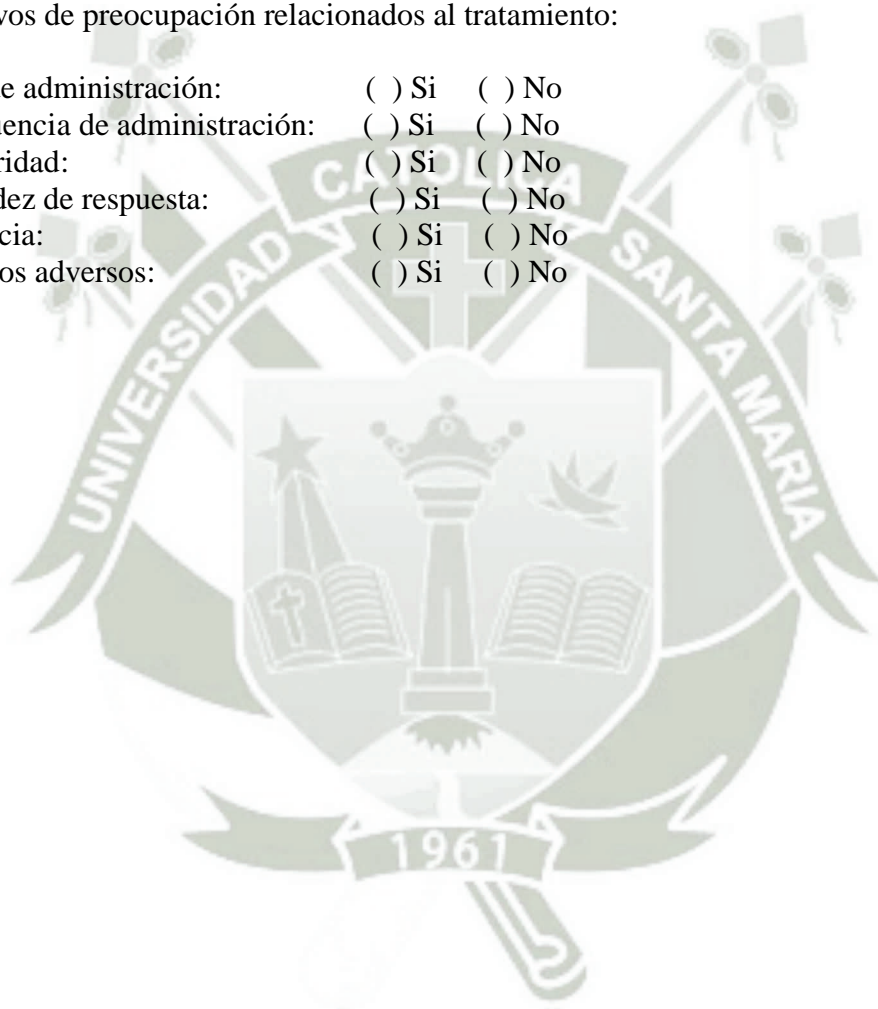 vos de preocupación relacionados al tratamiento:
e administración: ( ) Si ( ) No
uencia de administración: ( ) Si ( ) No
ridad: ( ) Si ( ) No
dez de respuesta: ( ) Si ( ) No
cia: ( ) Si ( ) No
os adversos: ( ) Si ( ) No
UNIVERSIDAD CATOLICA SANTA MARIA
1961